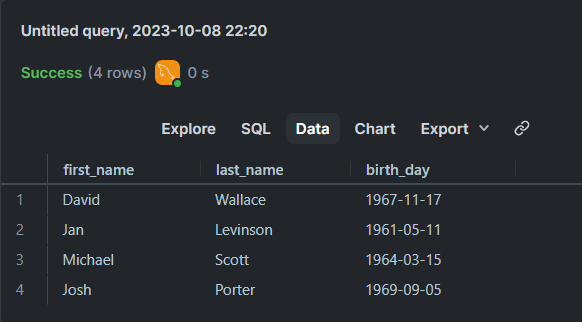 Untitled query, 2023-10-08 22:20
Success (4 rows) 0 s
Explore SQL Data Chart Export
first_name last_name birth_day
1 David Wallace 1967-11-17
2 Jan Levinson 1961-05-11
3 Michael Scott 1964-03-15
4 Josh Porter 1969-09-05